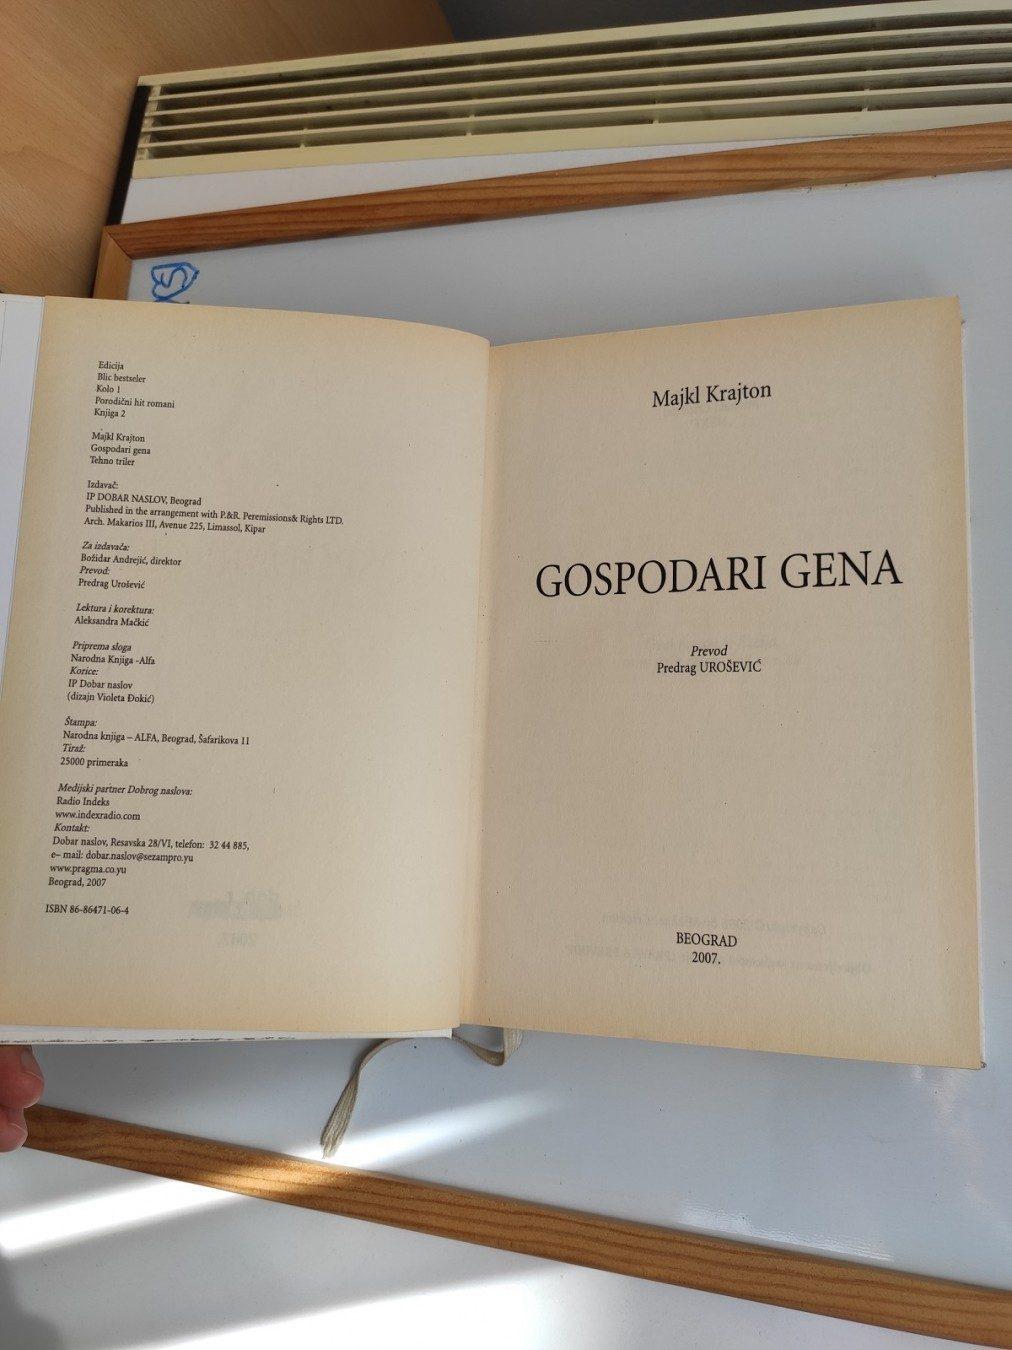 Edicija
Blic bestseler
Kolo 1
Porodični hit romani
Knjiga 2
Majkl Krajton
Gospodari gena
Tehno triler
Izdavač:
IP DOBAR NASLOV, Beograd
Published in the arrangement with P.&R. Peremissions& Rights LTD.
Arch. Makarios III, Avenue 225, Limassol, Kipar
Za izdavača:
Božidar Andrejić, direktor
Prevod:
Predrag Urošević
Lektura i korektura:
Aleksandra Mačkić
Priprema sloga
Narodna Knjiga -Alfa
Korice:
IP Dobar naslov
(dizajn Violeta Đokić)
Štampa:
Narodna knjiga – ALFA, Beograd, Šafarikova 11
Tiraž:
25000 primeraka
Medijski partner Dobrog naslova:
Radio Indeks
www.indexradio.com
Kontakt:
Dobar naslov, Resavska 28/VI, telefon: 32 44 885,
e– mail: dobar.naslov@sezampro.yu
www.pragma.co.yu
Beograd, 2007
ISBN 86-86471-06-4
Majkl Krajton
GOSPODARI GENA
Prevod
Predrag UROŠEVIĆ
BEOGRAD
2007.